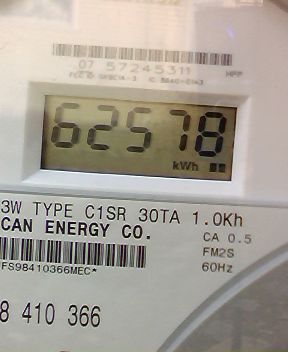 07 57245311 HPP
62578
kWh
3W TYPE C1SR 30TA 1.0Kh
CAN ENERGY CO.
CA 0.5
FM2S
60Hz
FS98410366MEC*
8 410 366